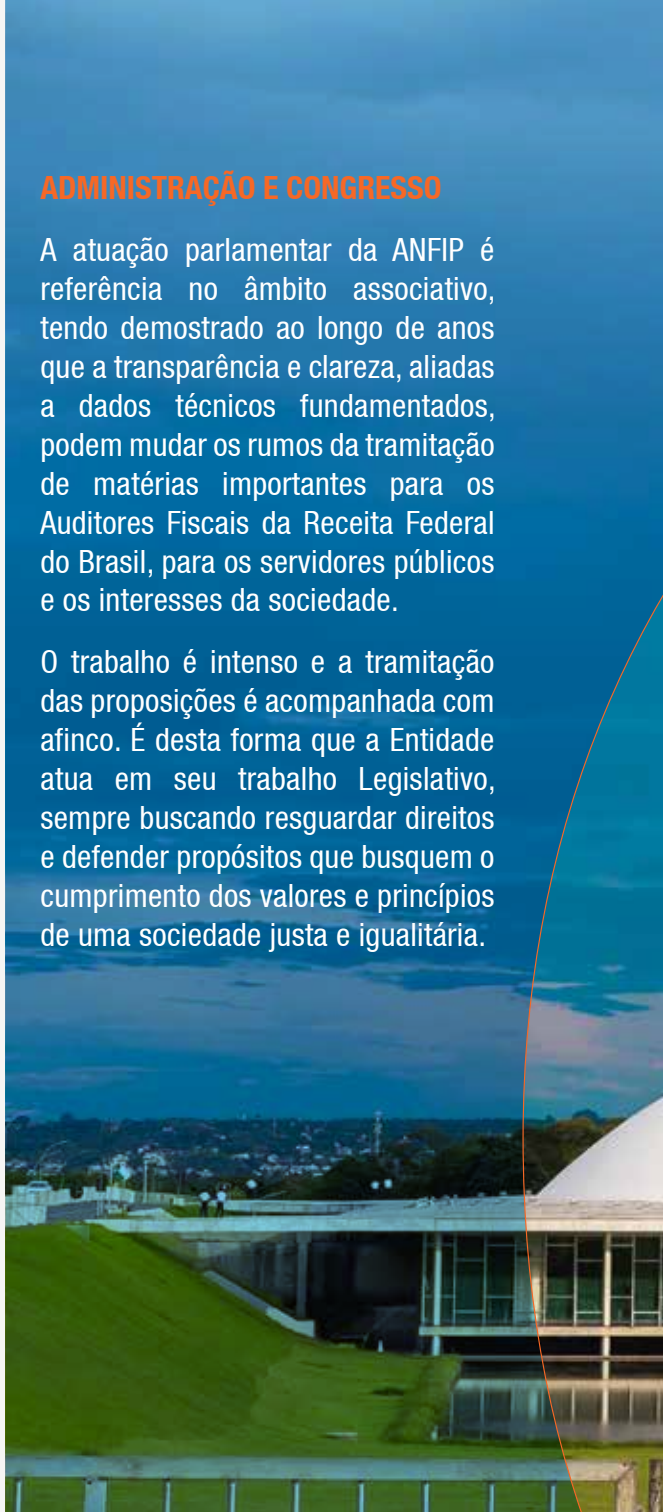 ADMINISTRAÇÃO E CONGRESSO
A atuação parlamentar da ANFIP é
referência no âmbito associativo,
tendo demostrado ao longo de anos
que a transparência e clareza, aliadas
a dados técnicos fundamentados,
podem mudar os rumos da tramitação
de matérias importantes para os
Auditores Fiscais da Receita Federal
do Brasil, para os servidores públicos
e os interesses da sociedade.
O trabalho é intenso e a tramitação
das proposições é acompanhada com
afinco. É desta forma que a Entidade
atua em seu trabalho Legislativo,
sempre buscando resguardar direitos
e defender propósitos que busquem o
cumprimento dos valores e princípios
de uma sociedade justa e igualitária.